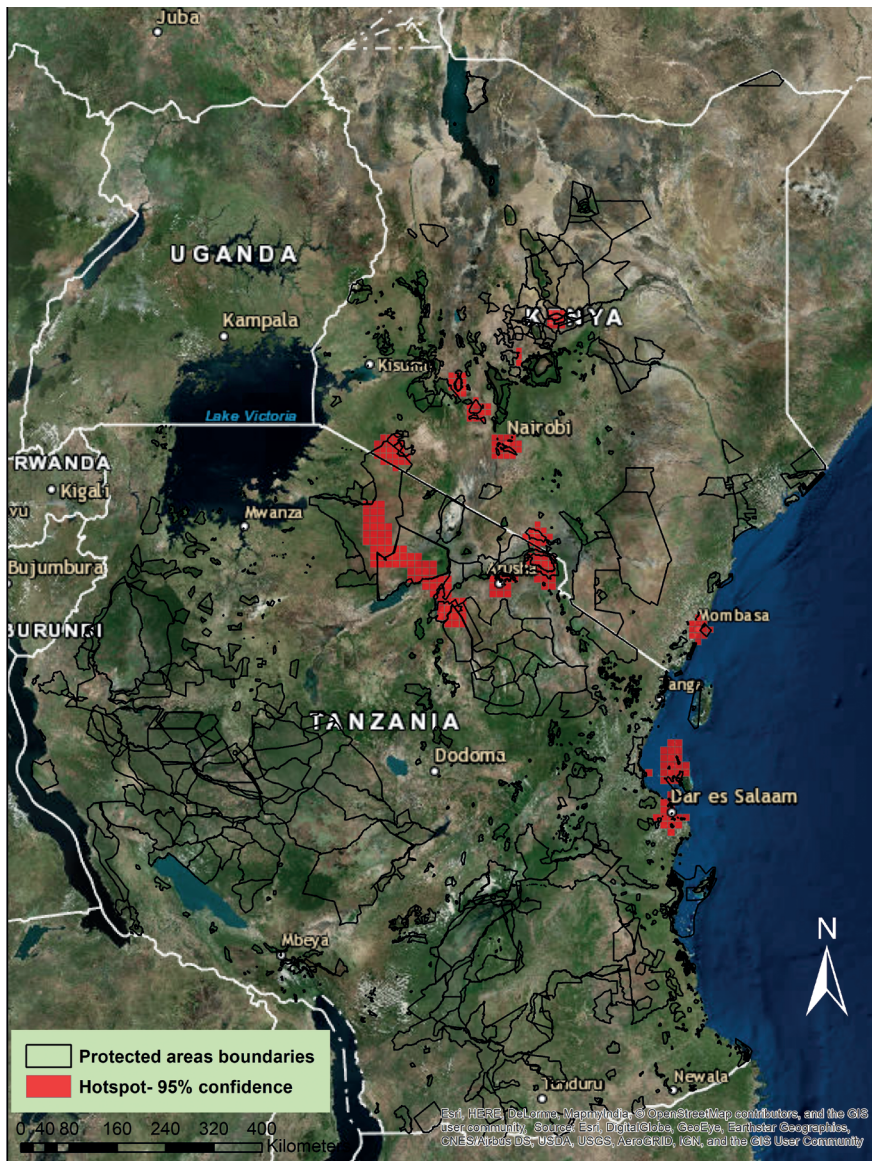 Juba
UGANDA
Kampala
KENYA
Kisumu
Lake Victoria
Nairobi
RWANDA
Kigali
vu
Mwanza
Bujumbura
Arusha
BURUNDI
Mombasa
anga
TANZANIA
Dodoma
Dar es Salaam
Mbeya
N
Protected areas boundaries
Hotspot- 95% confidence
Tunduru
Newala
0 40 80 160 240 320 400
Kilometer
Esri, HERE, DeLorme, MapmyIndia, © OpenStreetMap contributors, and the GIS
user community, Source: Esri, DigitalGlobe, GeoEye, Earthstar Geographics,
CNES/Airbus DS, USDA, USGS, AeroGRID, IGN, and the GIS User Community